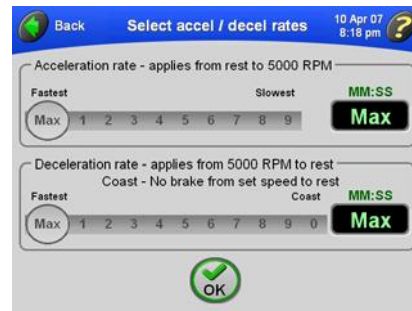 Back
Select accel / decel rates
10 Apr 07
8:18 pm
?
Acceleration rate - applies from rest to 5000 RPM
Fastest
Slowest
MM:SS
Max 1 2 3 4 5 6 7 8 9
Max
Deceleration rate - applies from 5000 RPM to rest
Coast - No brake from set speed to rest
Fastest
Coast
MM:SS
Max 1 2 3 4 5 6 7 8 9 0
Max
OK